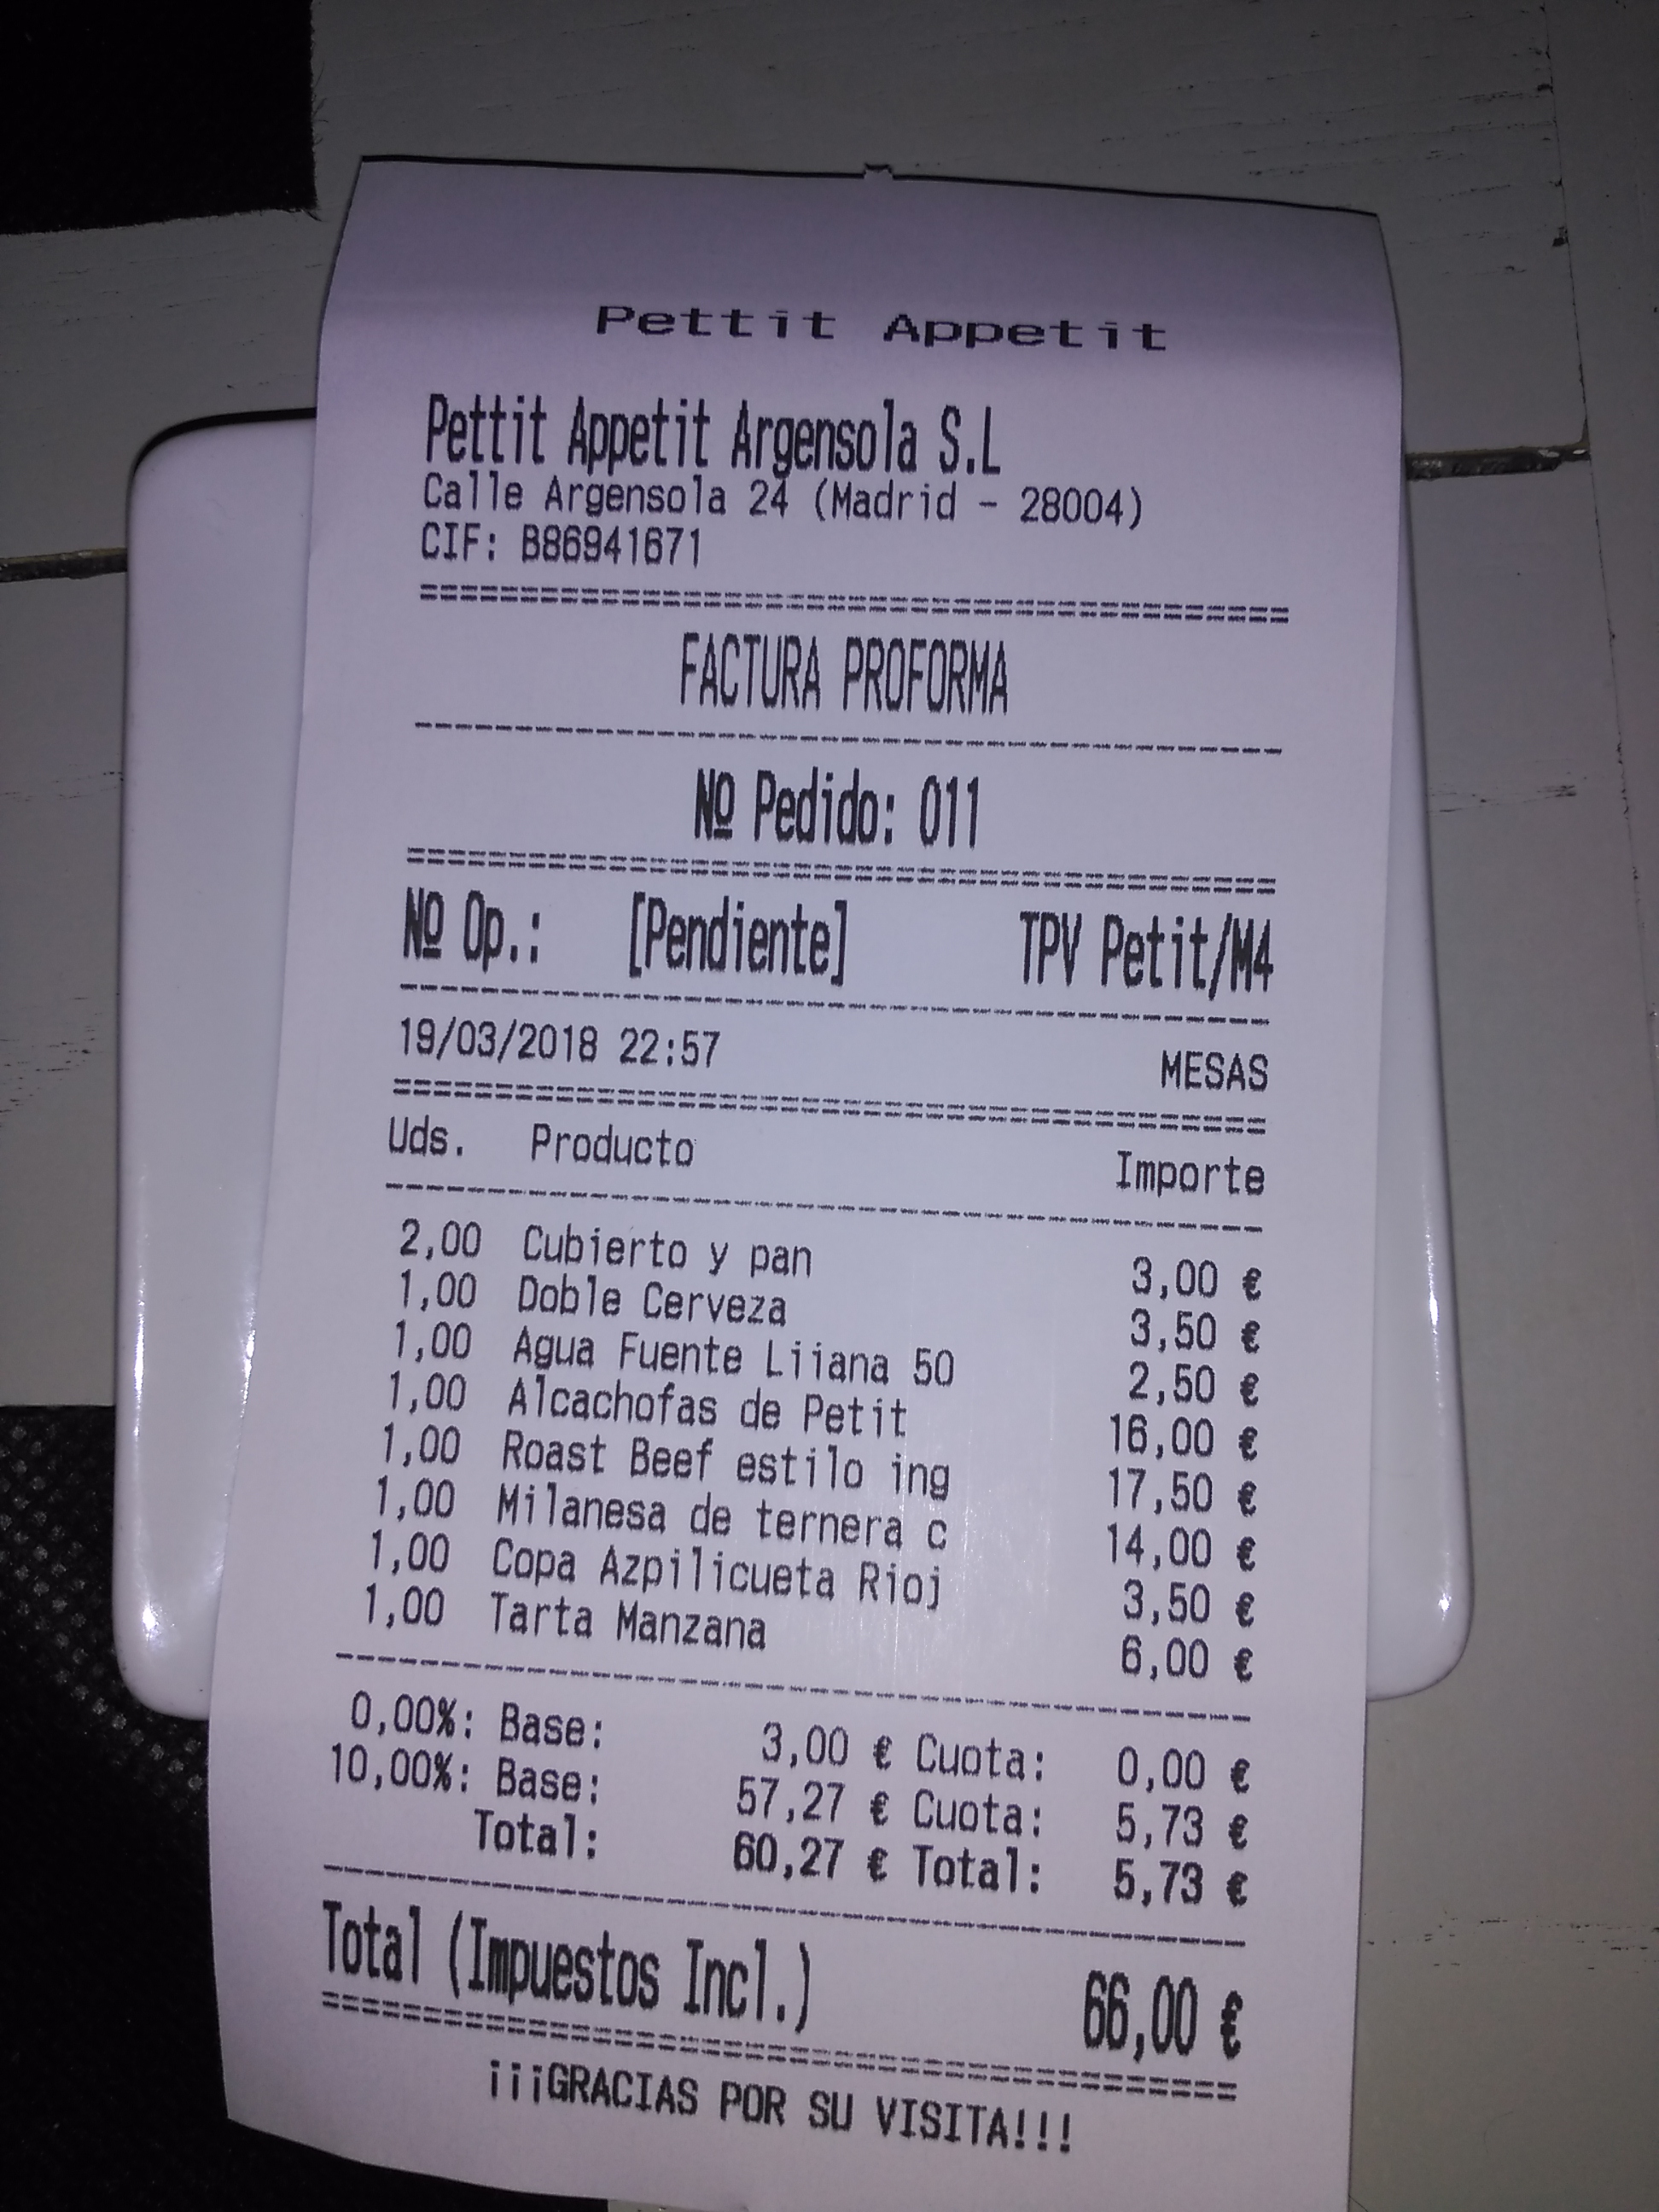 Pettit Appetit
Pettit Appetit Argensola S.L
Calle Argensola 24 (Madrid - 28004)
CIF: B86941671
FACTURA PROFORMA
Nº Pedido: 011
Nº Op.: [Pendiente] TPV Petit/M4
19/03/2018 22:57 MESAS
Uds. Producto Importe
2,00 Cubierto y pan 3,00 €
1,00 Doble Cerveza 3,50 €
1,00 Agua Fuente Liiana 50 2,50 €
1,00 Alcachofas de Petit 16,00 €
1,00 Roast Beef estilo ing 17,50 €
1,00 Milanesa de ternera c 14,00 €
1,00 Copa Azpilicueta Rioj 3,50 €
1,00 Tarta Manzana 6,00 €
0,00%: Base: 3,00 € Cuota: 0,00 €
10,00%: Base: 57,27 € Cuota: 5,73 €
Total: 60,27 € Total: 5,73 €
Total (Impuestos Incl.) 66,00 €
¡¡¡GRACIAS POR SU VISITA!!!